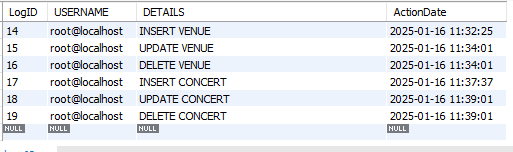 LogID USERNAME DETAILS ActionDate
14 root@localhost INSERT VENUE 2025-01-16 11:32:25
15 root@localhost UPDATE VENUE 2025-01-16 11:34:01
16 root@localhost DELETE VENUE 2025-01-16 11:34:01
17 root@localhost INSERT CONCERT 2025-01-16 11:37:37
18 root@localhost UPDATE CONCERT 2025-01-16 11:39:01
19 root@localhost DELETE CONCERT 2025-01-16 11:39:01
NULL NULL NULL NULL